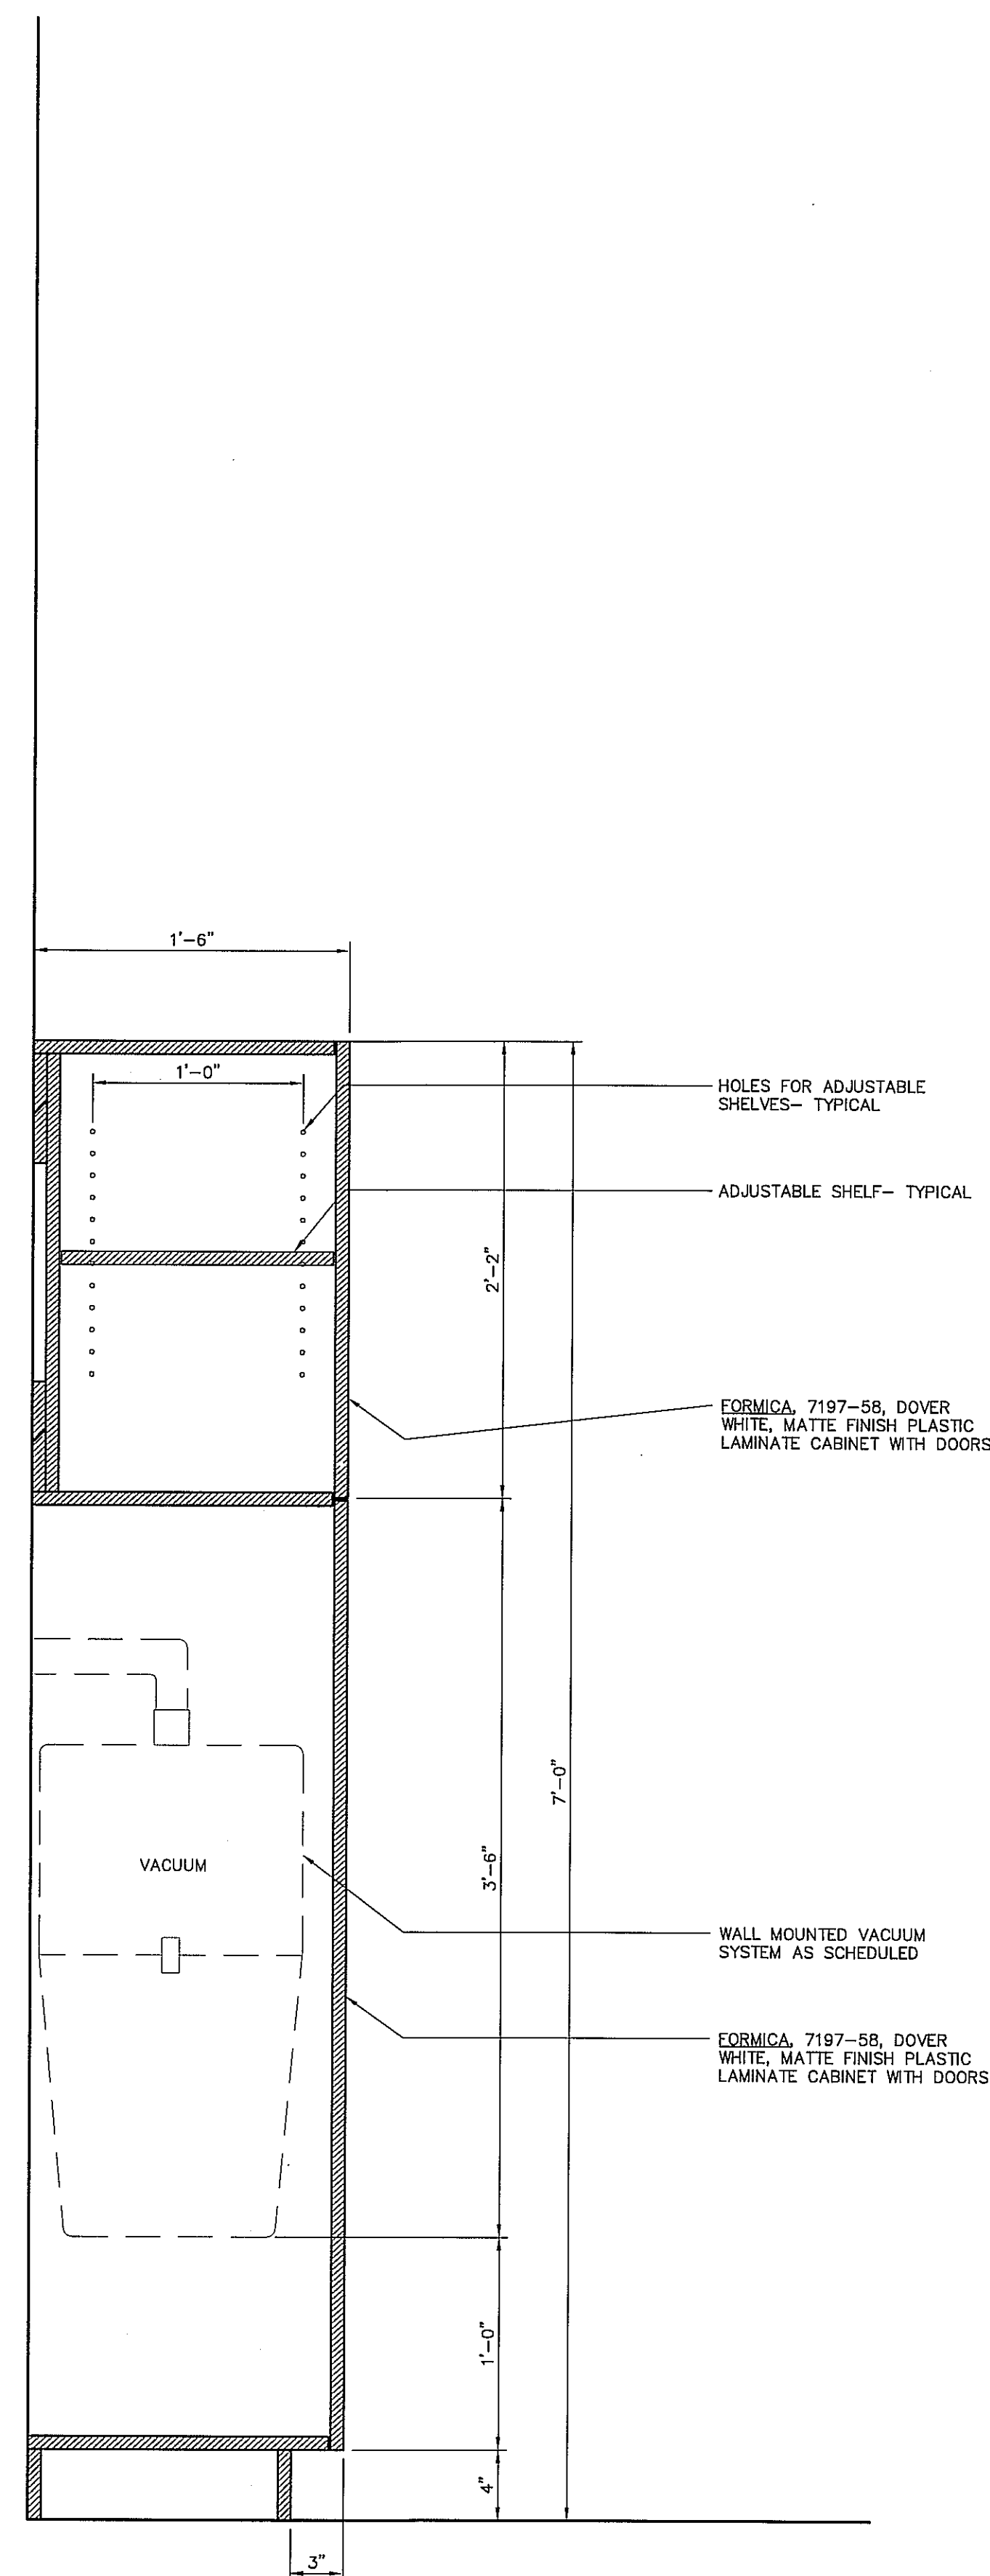 1'-6"
1'-0"
HOLES FOR ADJUSTABLE
SHELVES- TYPICAL
ADJUSTABLE SHELF- TYPICAL
2'-2"
FORMICA, 7197-58, DOVER
WHITE, MATTE FINISH PLASTIC
LAMINATE CABINET WITH DOORS
7'-0"
VACUUM
3'-6"
WALL MOUNTED VACUUM
SYSTEM AS SCHEDULED
FORMICA, 7197-58, DOVER
WHITE, MATTE FINISH PLASTIC
LAMINATE CABINET WITH DOORS
1'-0"
4"
3"